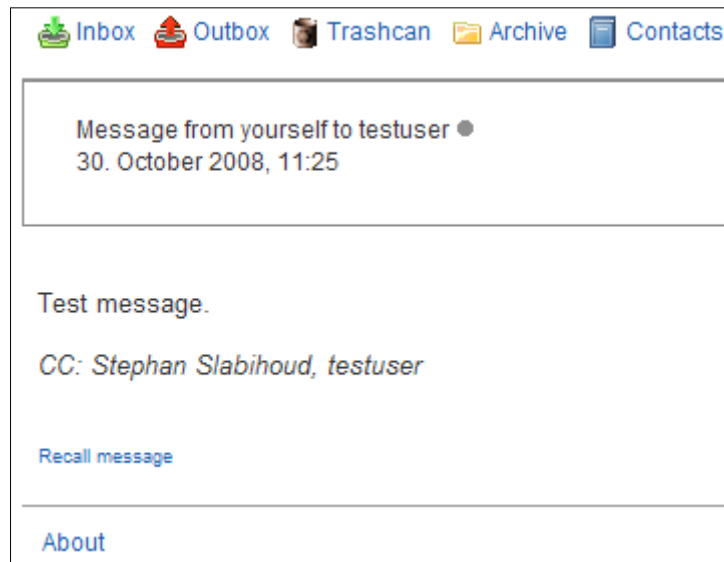 Inbox Outbox Trashcan Archive Contacts
Message from yourself to testuser
30. October 2008, 11:25
Test message.
CC: Stephan Slabihoud, testuser
Recall message
About